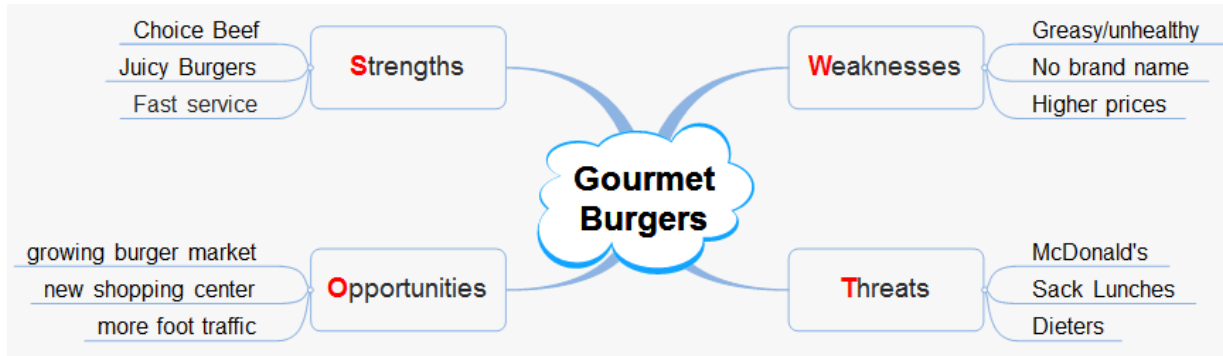 Choice Beef
Juicy Burgers
Fast service
Strengths
Weaknesses
Greasy/unhealthy
No brand name
Higher prices
Gourmet
Burgers
growing burger market
new shopping center
more foot traffic
Opportunities
Threats
McDonald's
Sack Lunches
Dieters